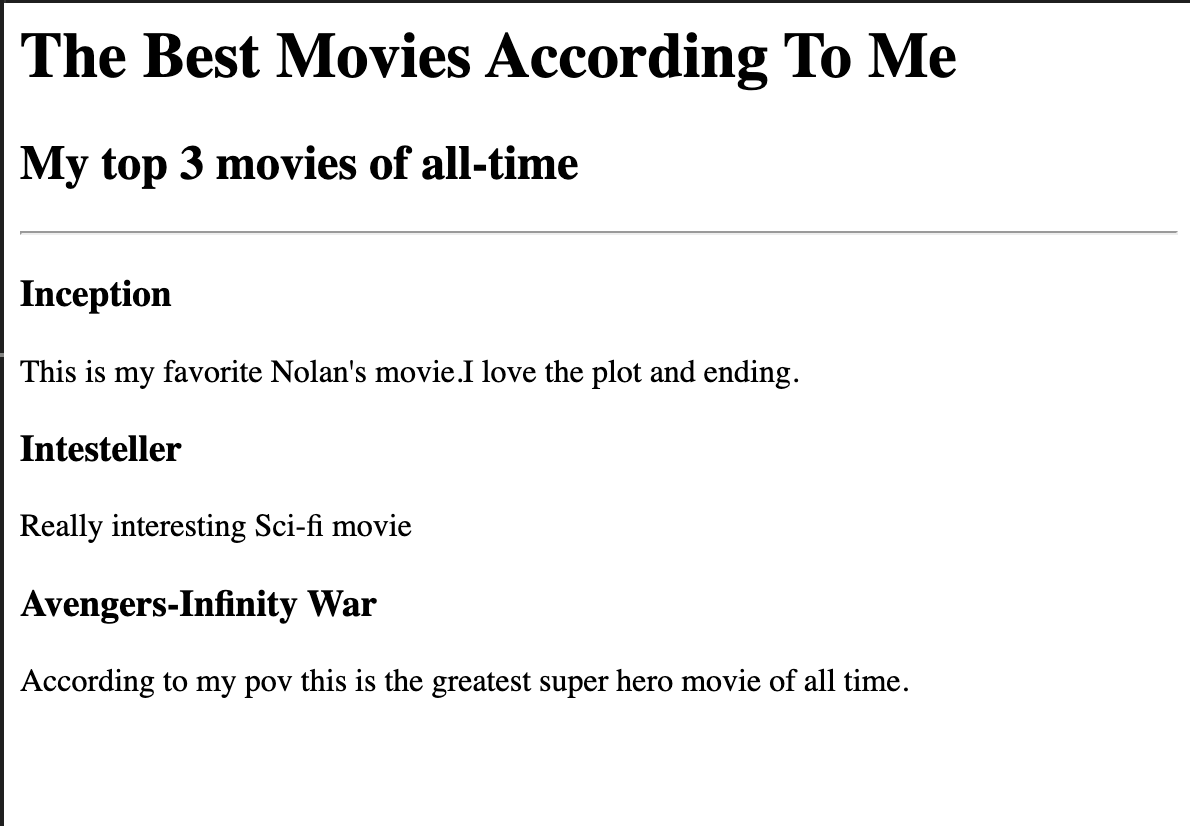 The Best Movies According To Me
My top 3 movies of all-time
Inception
This is my favorite Nolan's movie.I love the plot and ending.
Intesteller
Really interesting Sci-fi movie
Avengers-Infinity War
According to my pov this is the greatest super hero movie of all time.